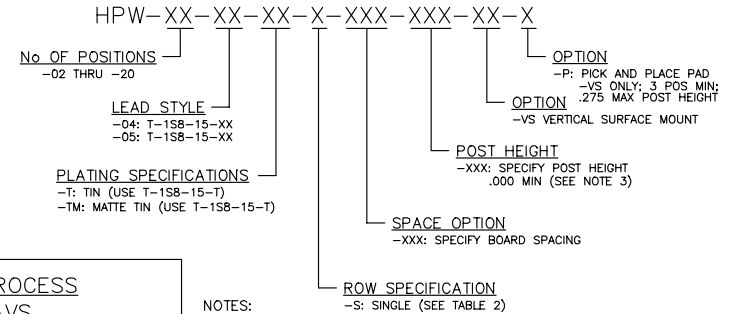 HPW-XX-XX-XX-X-XXX-XXX-XX-X
No OF POSITIONS
-02 THRU -20
LEAD STYLE
-04: T-1S8-15-XX
-05: T-1S8-15-XX
PLATING SPECIFICATIONS
-T: TIN (USE T-1S8-15-T)
-TM: MATTE TIN (USE T-1S8-15-T)
OPTION
-P: PICK AND PLACE PAD
-VS ONLY; 3 POS MIN;
.275 MAX POST HEIGHT
OPTION
-VS VERTICAL SURFACE MOUNT
POST HEIGHT
-XXX: SPECIFY POST HEIGHT
.000 MIN (SEE NOTE 3)
SPACE OPTION
-XXX: SPECIFY BOARD SPACING
ROW SPECIFICATION
-S: SINGLE (SEE TABLE 2)
NOTES: